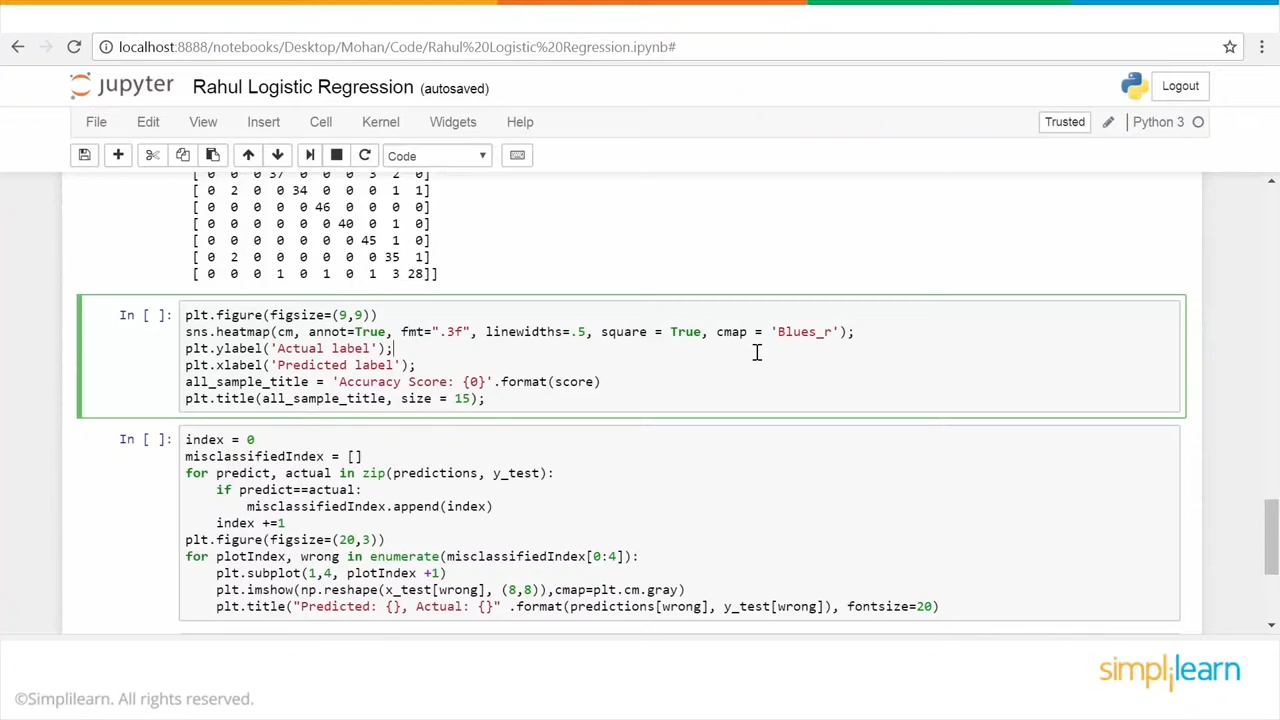 localhost:8888/notebooks/Desktop/Mohan/Code/Rahul%20Logistic%20Regression.ipynb#
jupyter Rahul Logistic Regression (autosaved) Logout
File Edit View Insert Cell Kernel Widgets Help Trusted Python 3
Code
[ 0 0 0 37 0 0 0 3 2 0]
[ 0 2 0 0 34 0 0 0 1 1]
[ 0 0 0 0 0 46 0 0 0 0]
[ 0 0 0 0 0 0 40 0 1 0]
[ 0 0 0 0 0 0 0 45 1 0]
[ 0 2 0 0 0 0 0 0 35 1]
[ 0 0 0 1 0 1 0 1 3 28]]
In [ ]: plt.figure(figsize=(9,9))
sns.heatmap(cm, annot=True, fmt=".3f", linewidths=.5, square = True, cmap = 'Blues_r');
plt.ylabel('Actual label');
plt.xlabel('Predicted label');
all_sample_title = 'Accuracy Score: {0}'.format(score)
plt.title(all_sample_title, size = 15);
In [ ]: index = 0
misclassifiedIndex = []
for predict, actual in zip(predictions, y_test):
    if predict==actual:
        misclassifiedIndex.append(index)
    index +=1
plt.figure(figsize=(20,3))
for plotIndex, wrong in enumerate(misclassifiedIndex[0:4]):
    plt.subplot(1,4, plotIndex +1)
    plt.imshow(np.reshape(x_test[wrong], (8,8)),cmap=plt.cm.gray)
    plt.title("Predicted: {}, Actual: {}" .format(predictions[wrong], y_test[wrong]), fontsize=20)
simplilearn
©Simplilearn. All rights reserved.